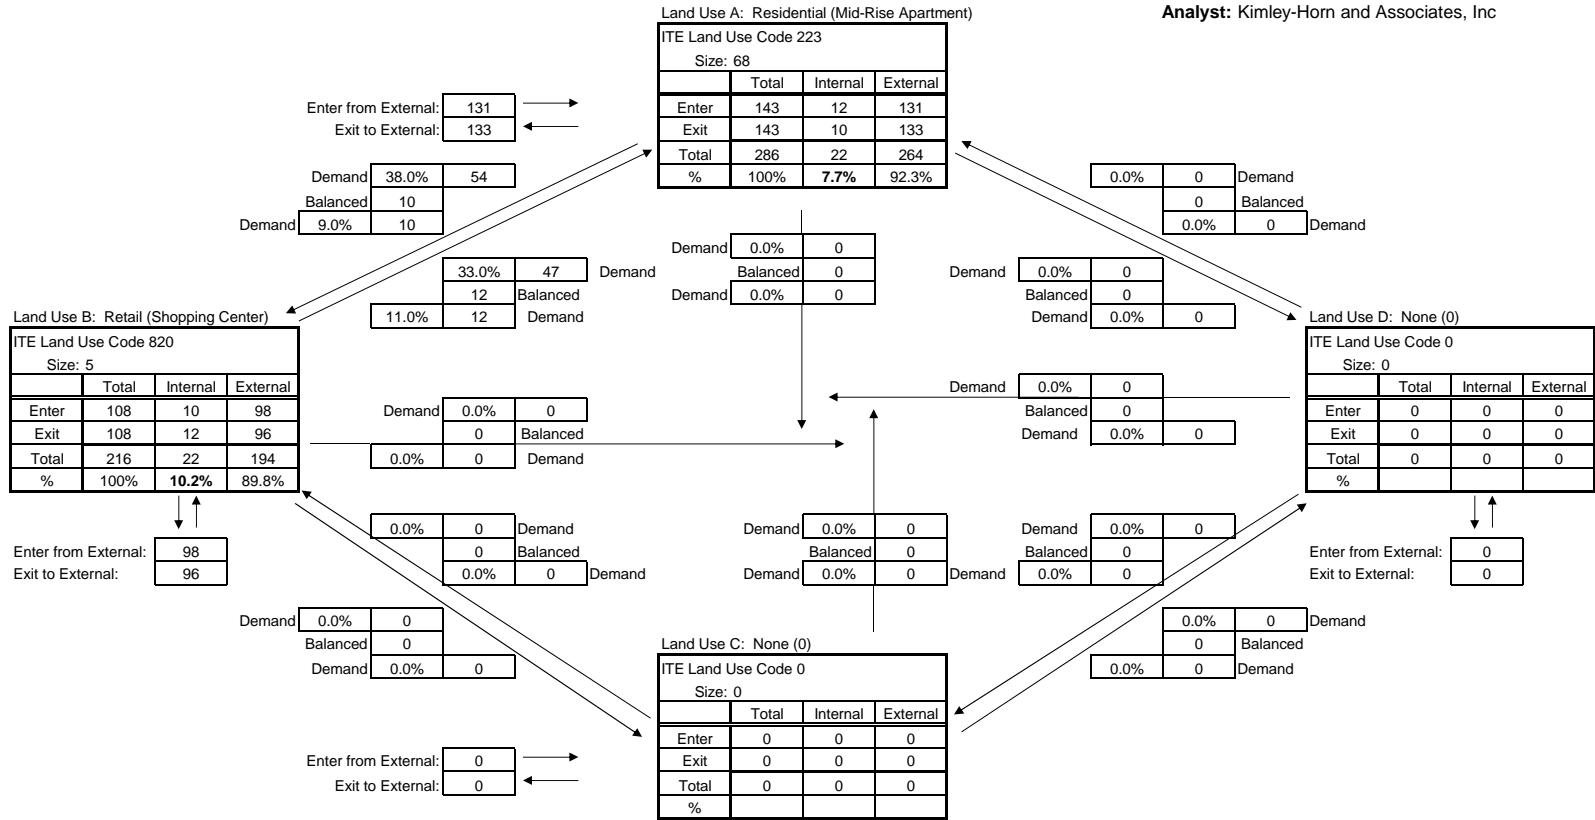 Land Use A: Residential (Mid-Rise Apartment)
Analyst: Kimley-Horn and Associates, Inc
ITE Land Use Code 223
Size: 68
Total Internal External
Enter 143 12 131
Exit 143 10 133
Total 286 22 264
% 100% 7.7% 92.3%
Enter from External: 131
Exit to External: 133
Demand 38.0% 54
Balanced 10
Demand 9.0% 10
0.0% 0 Demand
0 Balanced
0.0% 0 Demand
33.0% 47 Demand
12 Balanced
11.0% 12 Demand
Demand 0.0% 0
Balanced 0
Demand 0.0% 0
Demand 0.0% 0
Balanced 0
Demand 0.0% 0
Land Use B: Retail (Shopping Center)
ITE Land Use Code 820
Size: 5
Total Internal External
Enter 108 10 98
Exit 108 12 96
Total 216 22 194
% 100% 10.2% 89.8%
Land Use D: None (0)
ITE Land Use Code 0
Size: 0
Total Internal External
Enter 0 0 0
Exit 0 0 0
Total 0 0 0
%
Demand 0.0% 0
0 Balanced
0.0% 0 Demand
Demand 0.0% 0
Balanced 0
Demand 0.0% 0
Enter from External: 98
Exit to External: 96
0.0% 0 Demand
0 Balanced
0.0% 0 Demand
Demand 0.0% 0
Balanced 0
Demand 0.0% 0
Demand 0.0% 0
Balanced 0
Demand 0.0% 0
Enter from External: 0
Exit to External: 0
Demand 0.0% 0
Balanced 0
Demand 0.0% 0
0.0% 0 Demand
0 Balanced
0.0% 0 Demand
Land Use C: None (0)
ITE Land Use Code 0
Size: 0
Total Internal External
Enter 0 0 0
Exit 0 0 0
Total 0 0 0
%
Enter from External: 0
Exit to External: 0